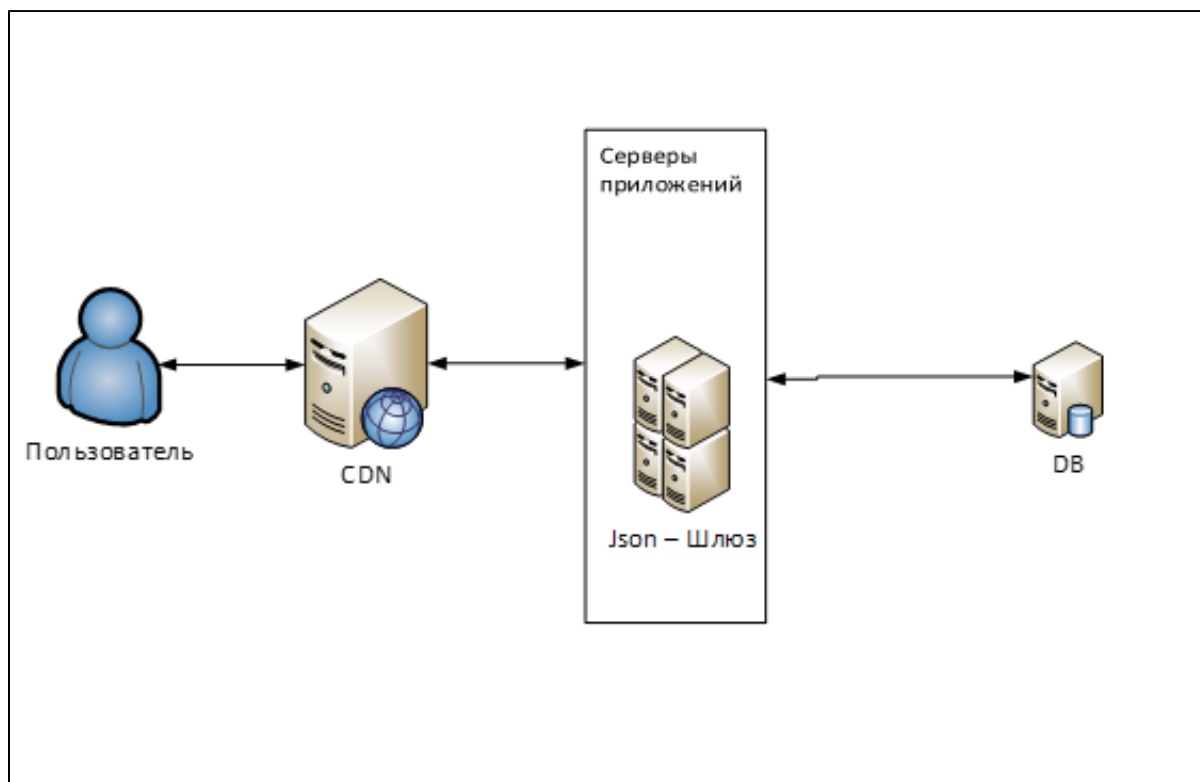 Серверы
приложений
Пользователь
CDN
Json – Шлюз
DB